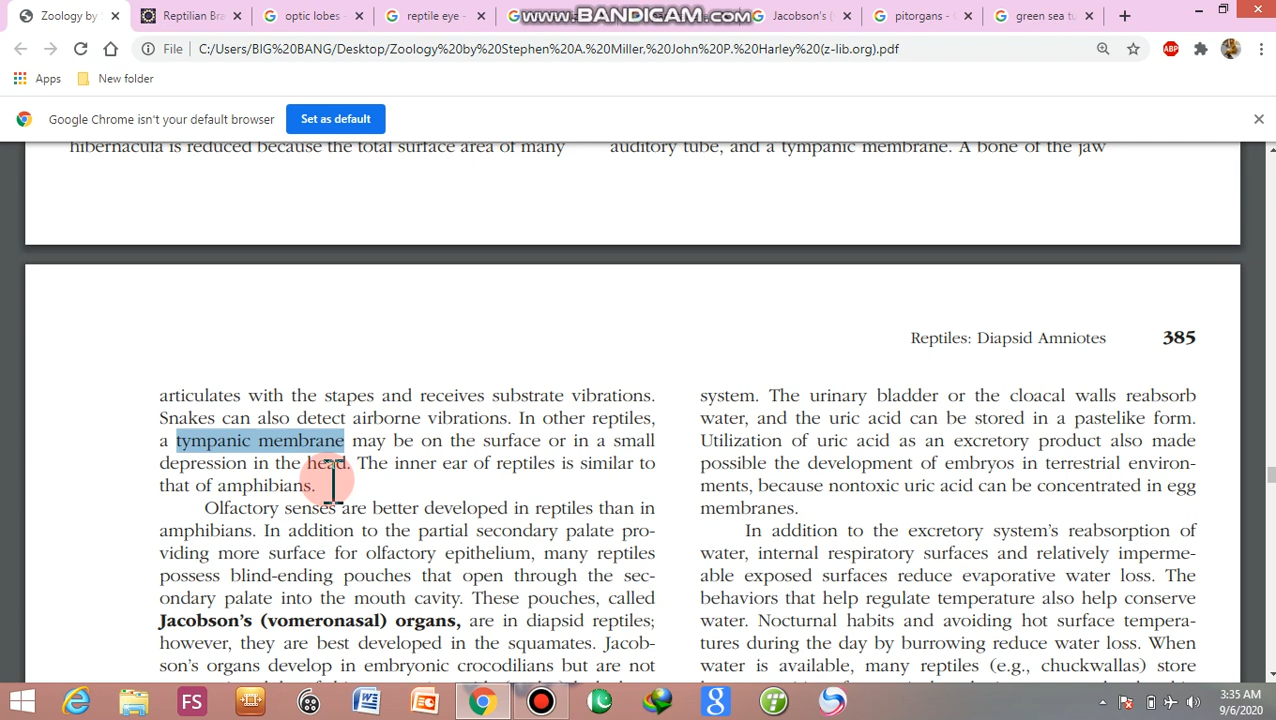 Zoology by
Reptilian Bra
optic lobes -
reptile eye -
www.BANDICAM.com
Jacobson's
pitorgans -
green sea tu
File
C:/Users/BIG%20BANG/Desktop/Zoology%20by%20Stephen%20A.%20Miller,%20John%20P.%20Harley%20(z-lib.org).pdf
ABP
Apps
New folder
Google Chrome isn't your default browser
Set as default
hibernacula is reduced because the total surface area of many
auditory tube, and a tympanic membrane. A bone of the jaw
Reptiles: Diapsid Amniotes 385
articulates with the stapes and receives substrate vibrations.
Snakes can also detect airborne vibrations. In other reptiles,
a tympanic membrane may be on the surface or in a small
depression in the head. The inner ear of reptiles is similar to
that of amphibians.
Olfactory senses are better developed in reptiles than in
amphibians. In addition to the partial secondary palate pro-
viding more surface for olfactory epithelium, many reptiles
possess blind-ending pouches that open through the sec-
ondary palate into the mouth cavity. These pouches, called
Jacobson's (vomeronasal) organs, are in diapsid reptiles;
however, they are best developed in the squamates. Jacob-
son's organs develop in embryonic crocodilians but are not
system. The urinary bladder or the cloacal walls reabsorb
water, and the uric acid can be stored in a pastelike form.
Utilization of uric acid as an excretory product also made
possible the development of embryos in terrestrial environ-
ments, because nontoxic uric acid can be concentrated in egg
membranes.
In addition to the excretory system's reabsorption of
water, internal respiratory surfaces and relatively imperme-
able exposed surfaces reduce evaporative water loss. The
behaviors that help regulate temperature also help conserve
water. Nocturnal habits and avoiding hot surface tempera-
tures during the day by burrowing reduce water loss. When
water is available, many reptiles (e.g., chuckwallas) store
FS
3:35 AM
9/6/2020